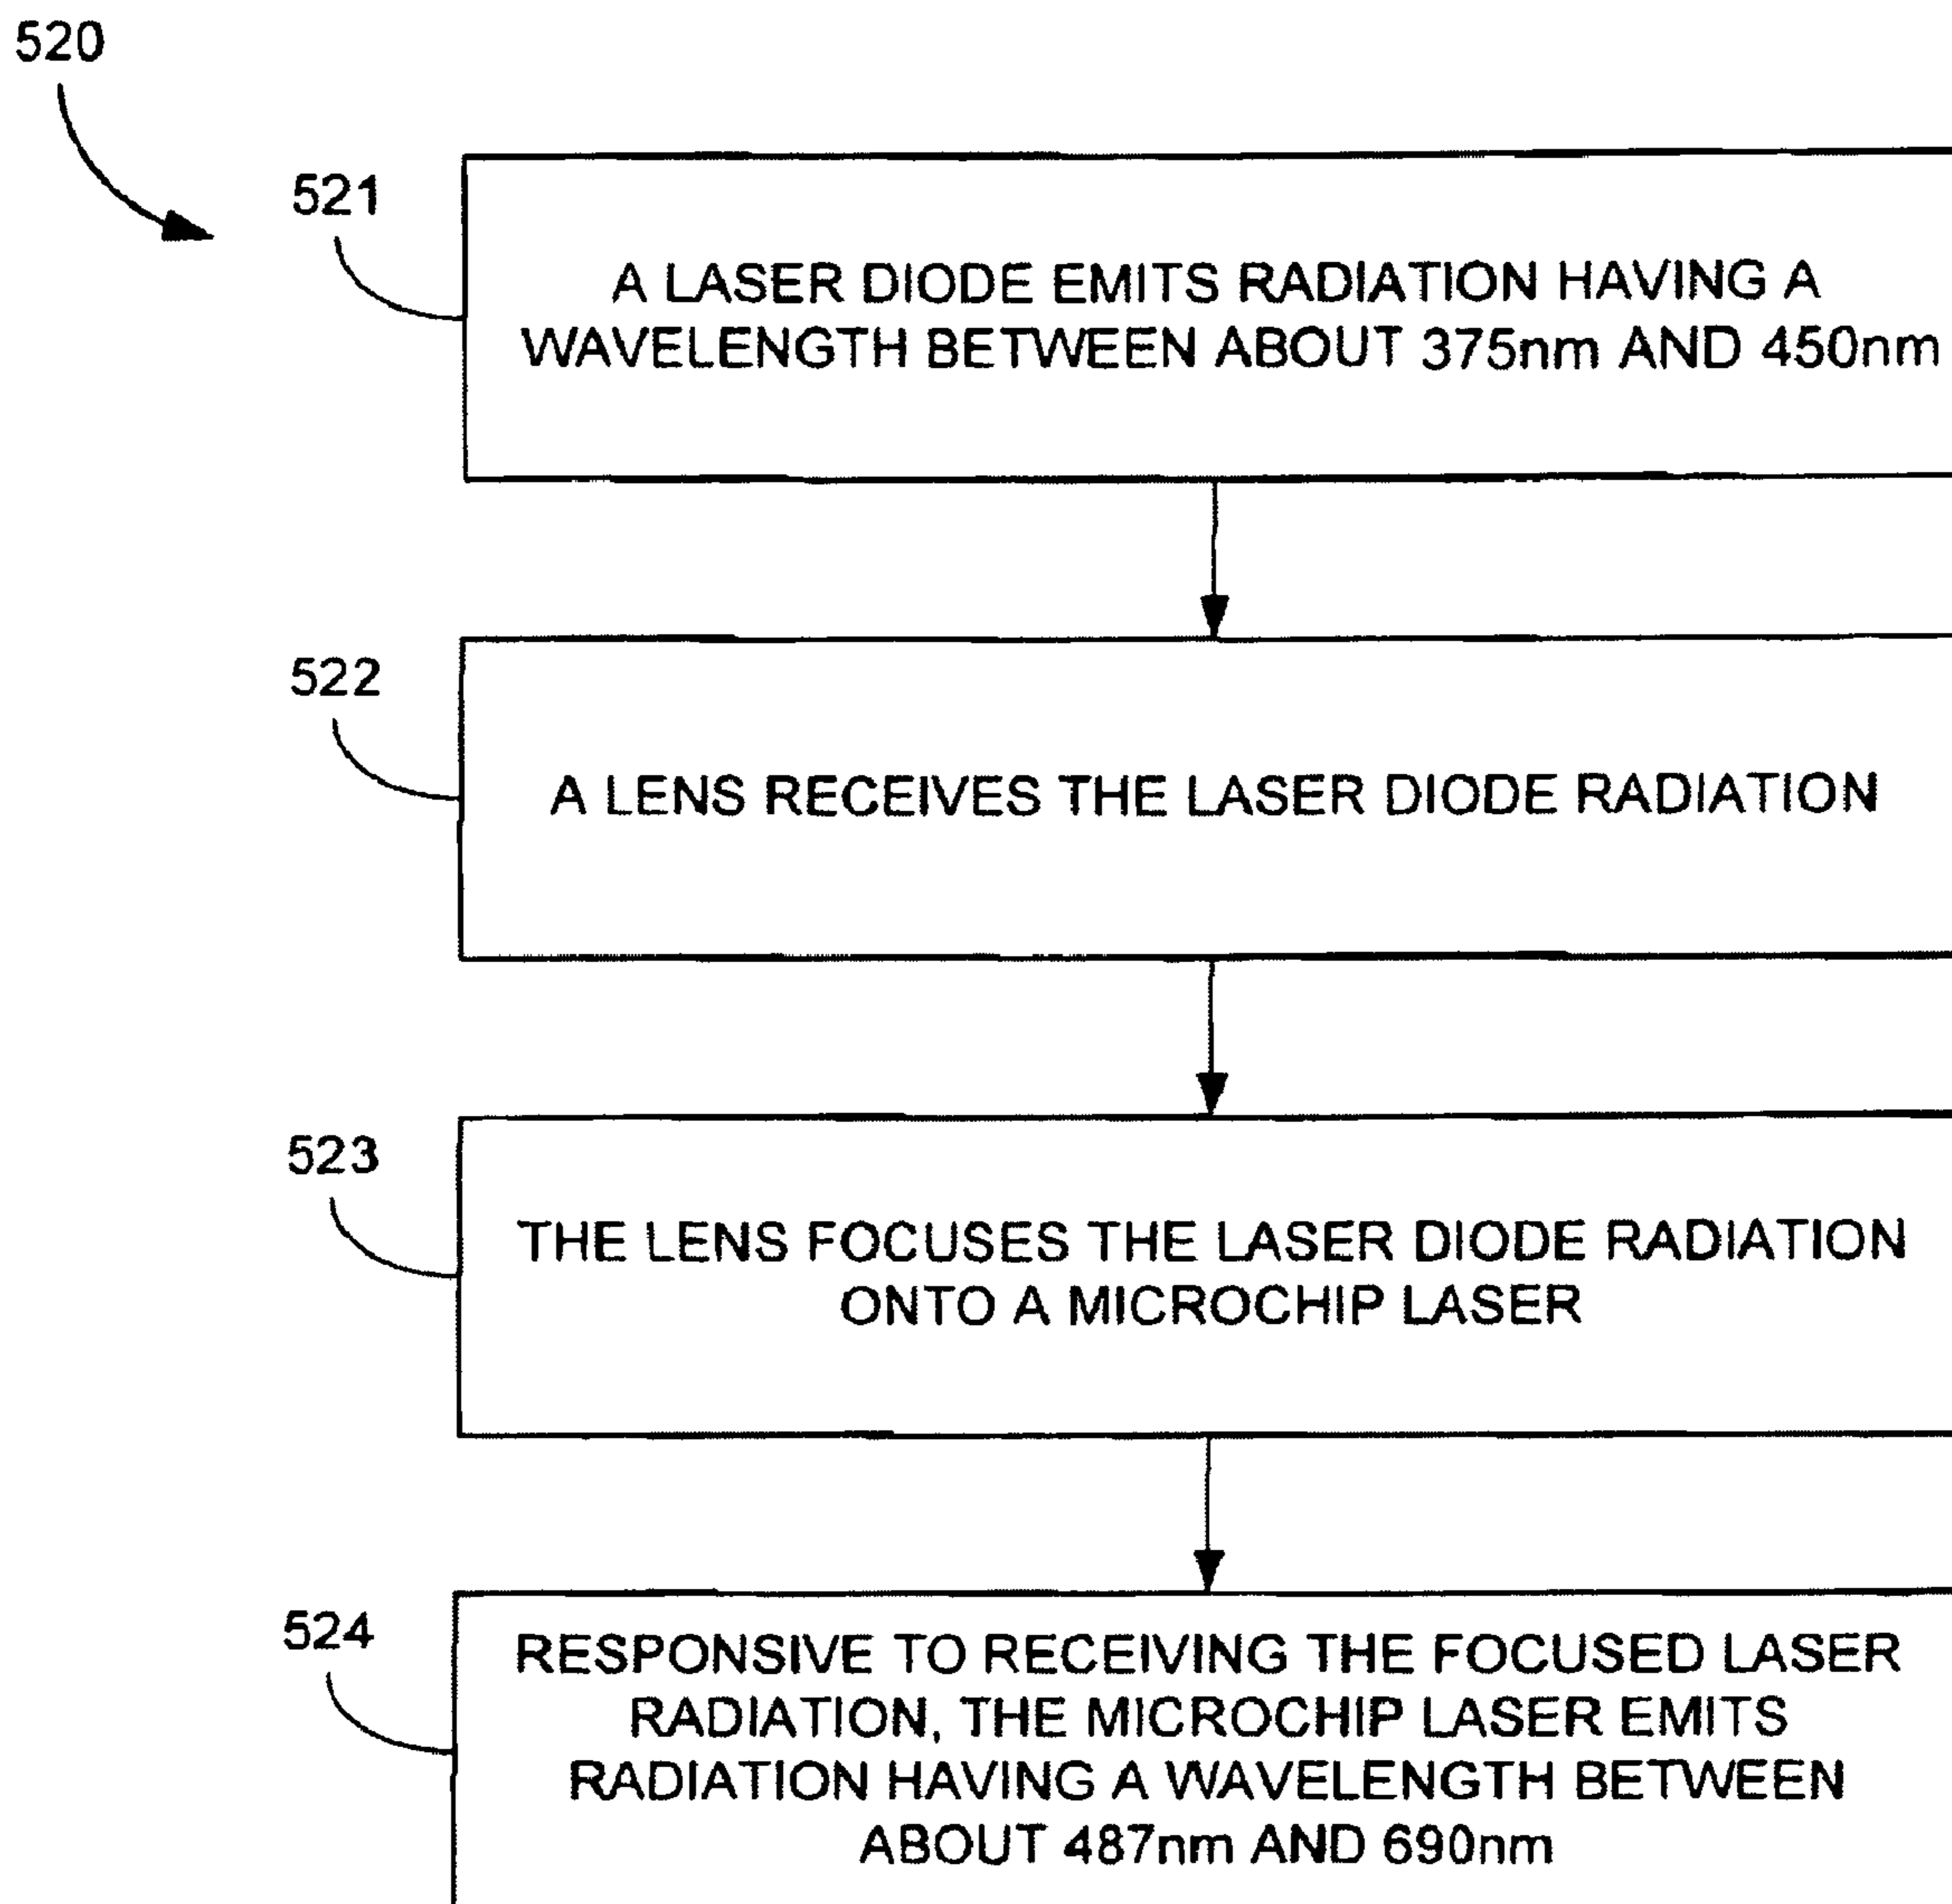 520
521
A LASER DIODE EMITS RADIATION HAVING A
WAVELENGTH BETWEEN ABOUT 375nm AND 450nm
522
A LENS RECEIVES THE LASER DIODE RADIATION
523
THE LENS FOCUSES THE LASER DIODE RADIATION
ONTO A MICROCHIP LASER
524
RESPONSIVE TO RECEIVING THE FOCUSED LASER
RADIATION, THE MICROCHIP LASER EMITS
RADIATION HAVING A WAVELENGTH BETWEEN
ABOUT 487nm AND 690nm